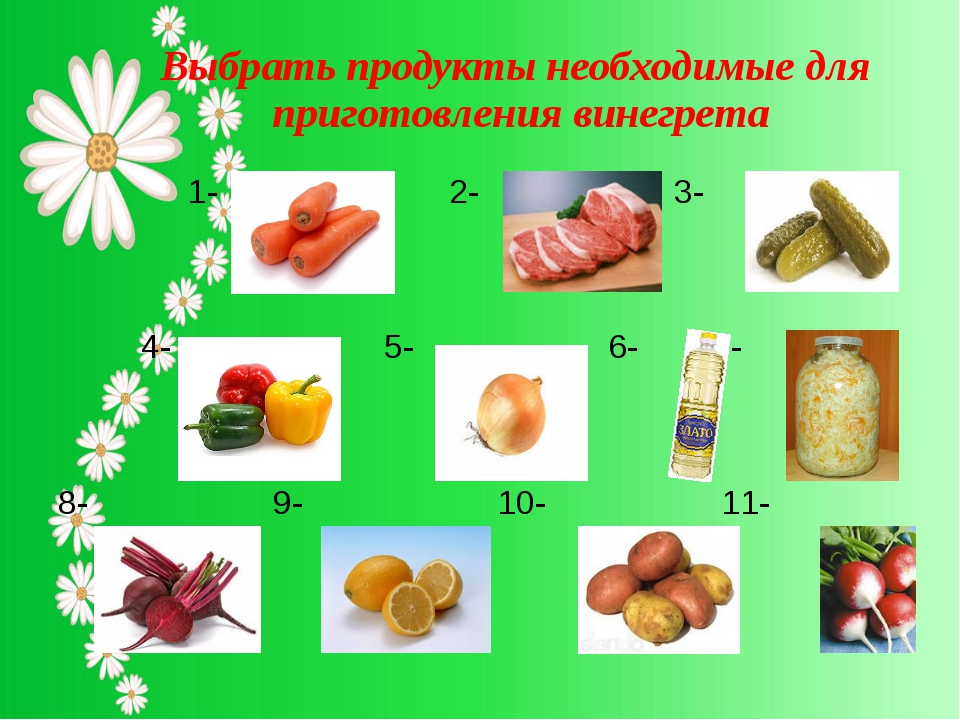 Выбрать продукты необходимые для
приготовления винегрета
1- 2- 3-
4- 5- 6- -
ЗЛАТО
8- 9- 10- 11-